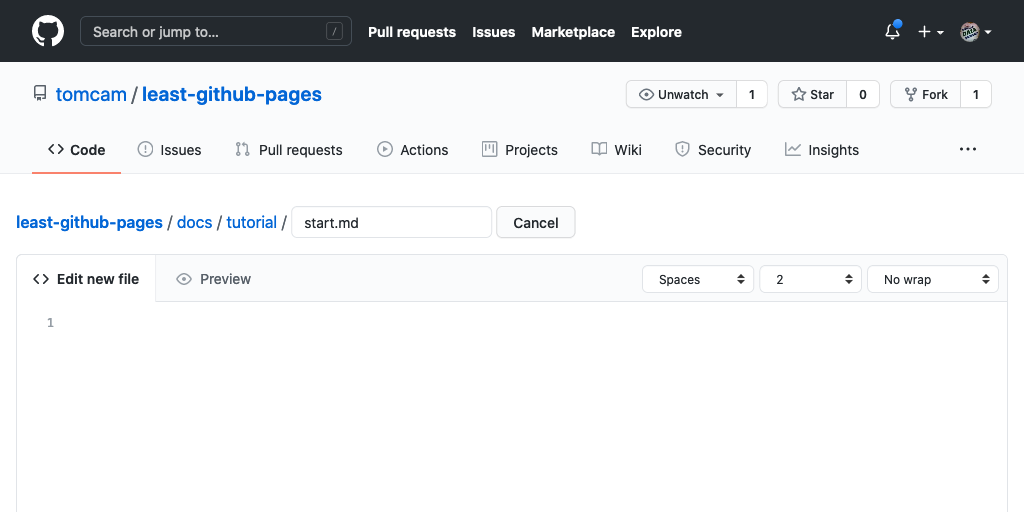 Search or jump to... /
Pull requests Issues Marketplace Explore
tomcam / least-github-pages
Unwatch 1 Star 0 Fork 1
Code Issues Pull requests Actions Projects Wiki Security Insights ...
least-github-pages / docs / tutorial / start.md Cancel
Edit new file Preview Spaces 2 No wrap
1